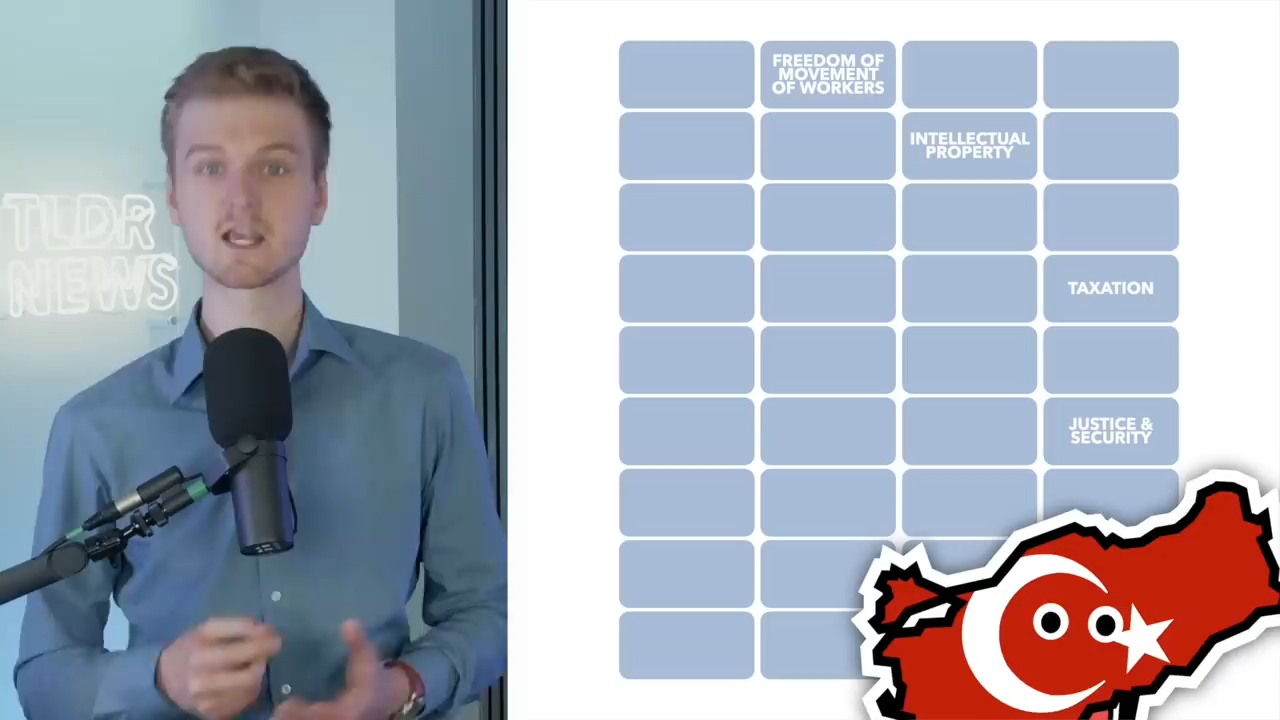 TLDR
NEWS
FREEDOM OF
MOVEMENT
OF WORKERS
INTELLECTUAL
PROPERTY
TAXATION
JUSTICE &
SECURITY